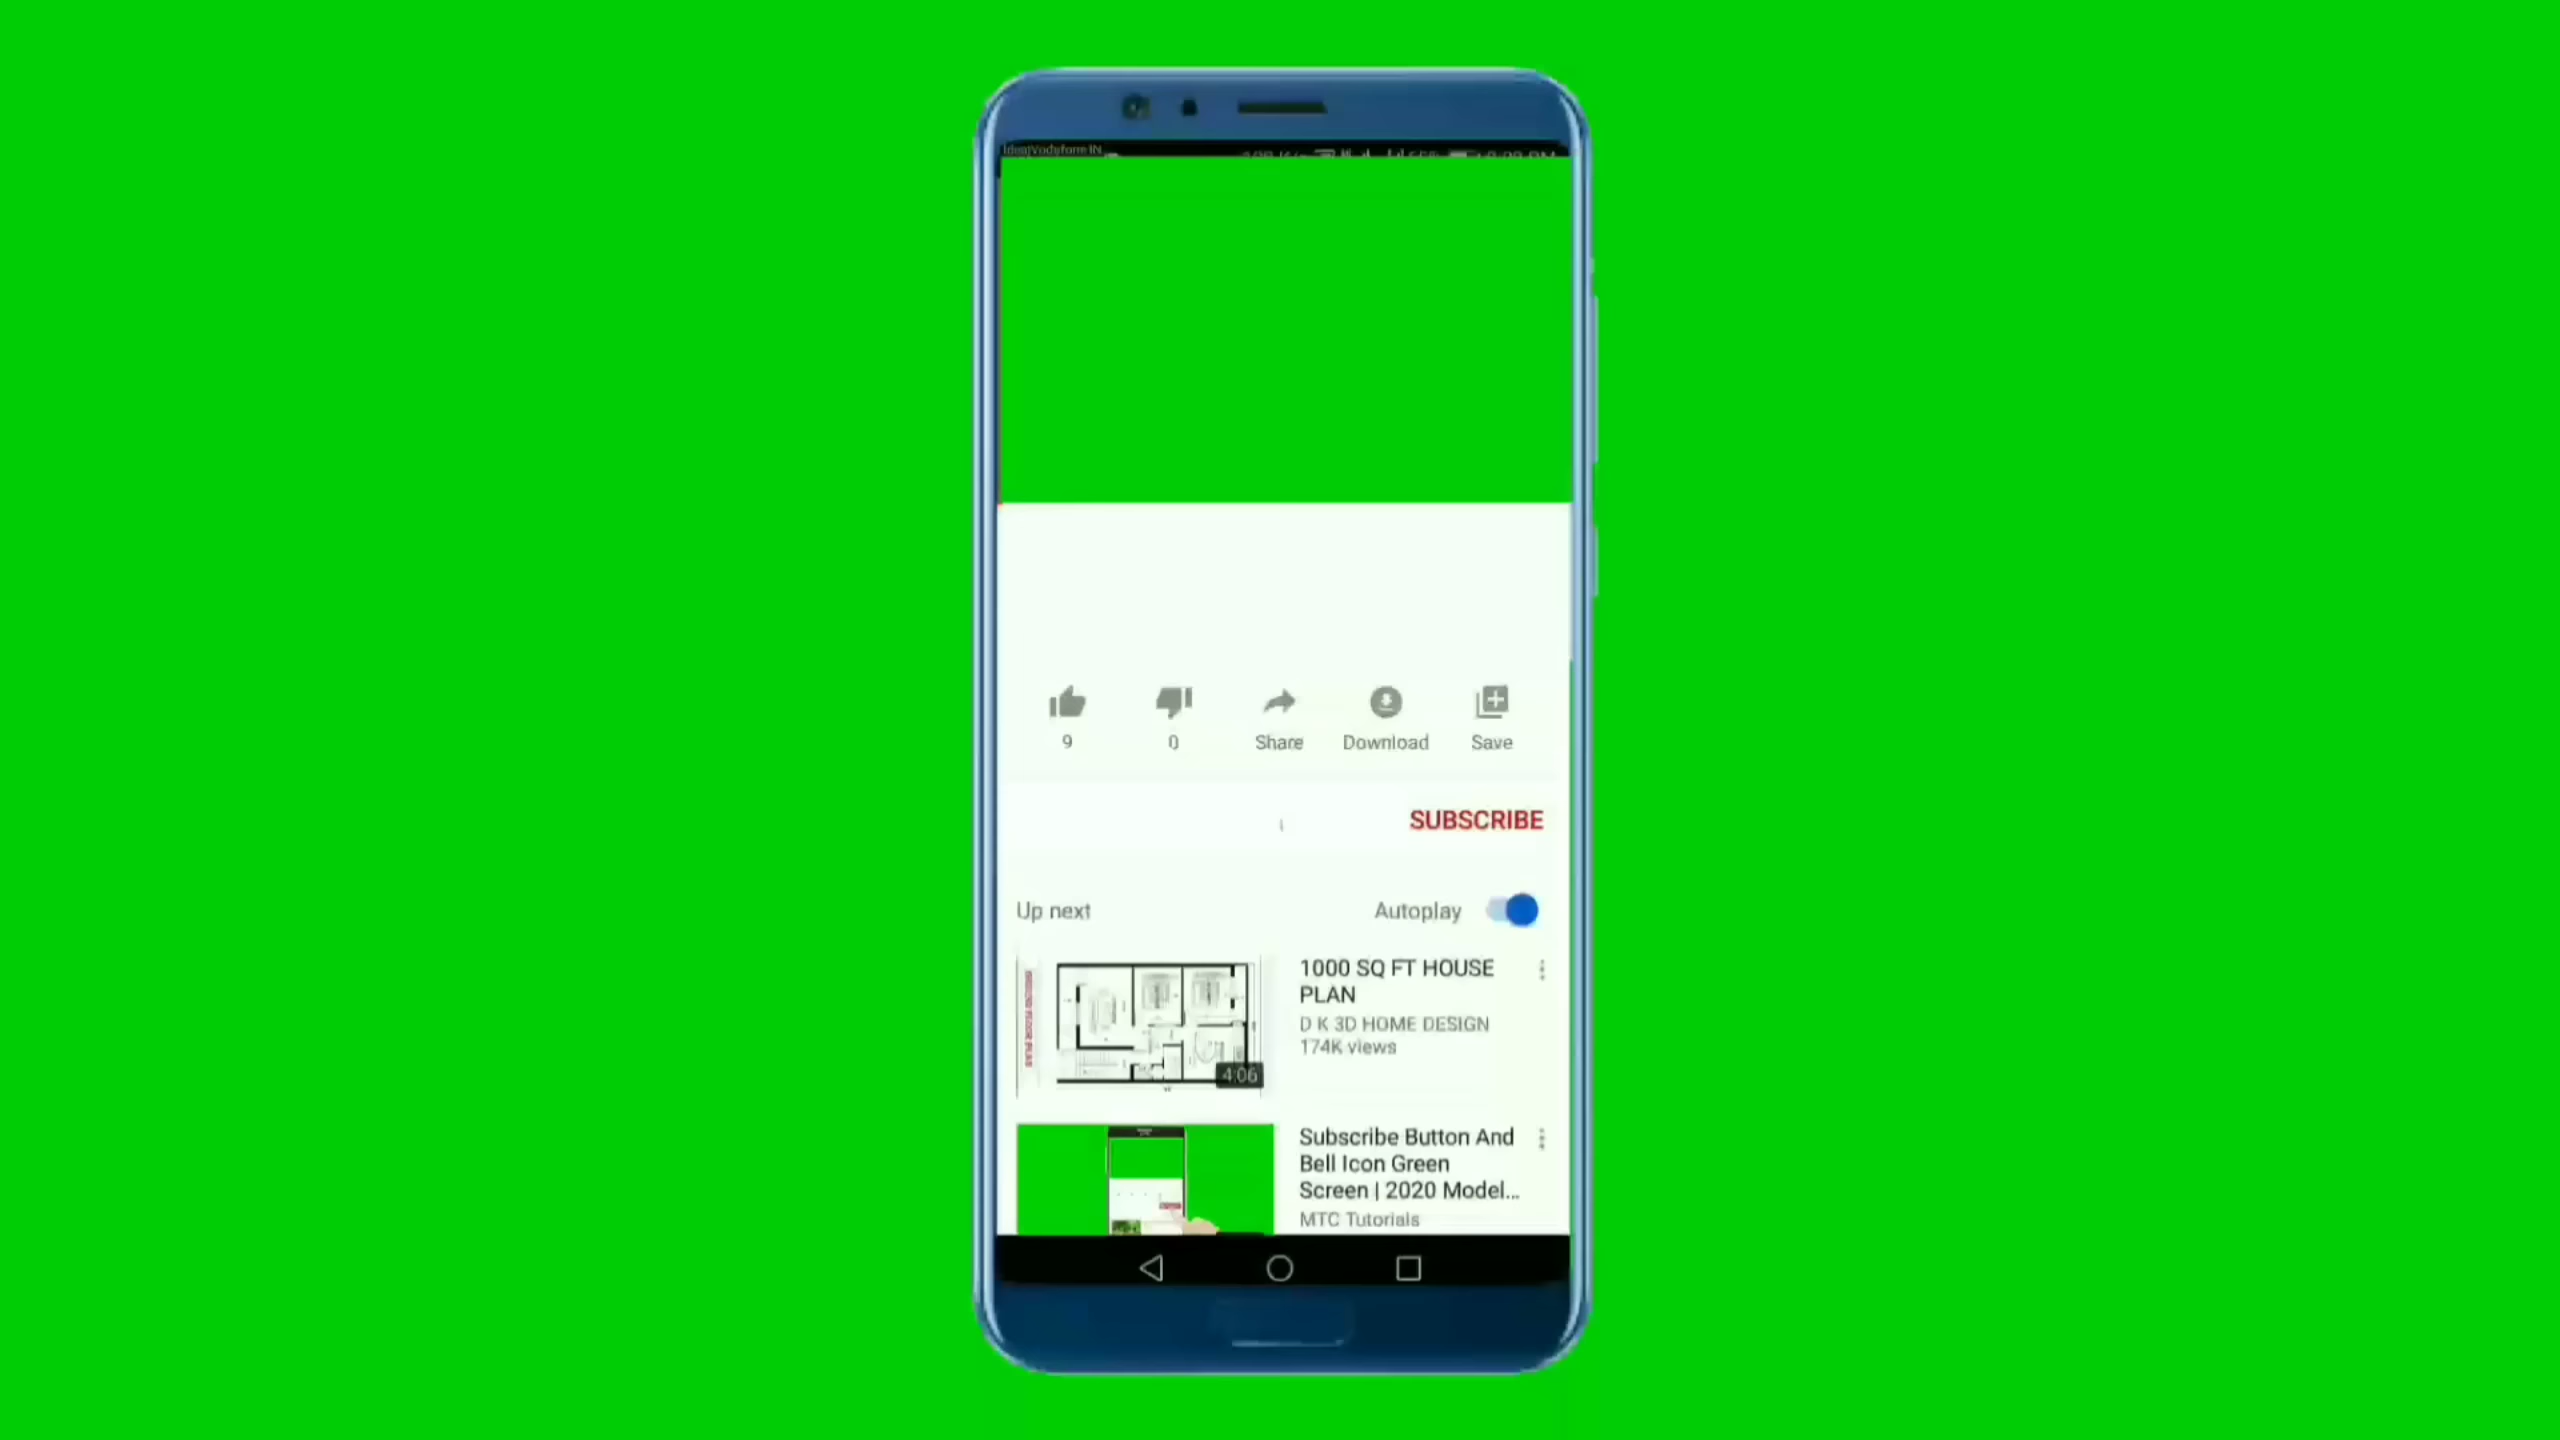 9
0
Share
Download
Save
SUBSCRIBE
Up next
Autoplay
1000 SQ FT HOUSE
PLAN
D K 3D HOME DESIGN
174K views
4:06
Subscribe Button And
Bell Icon Green
Screen | 2020 Model...
MTC Tutorials